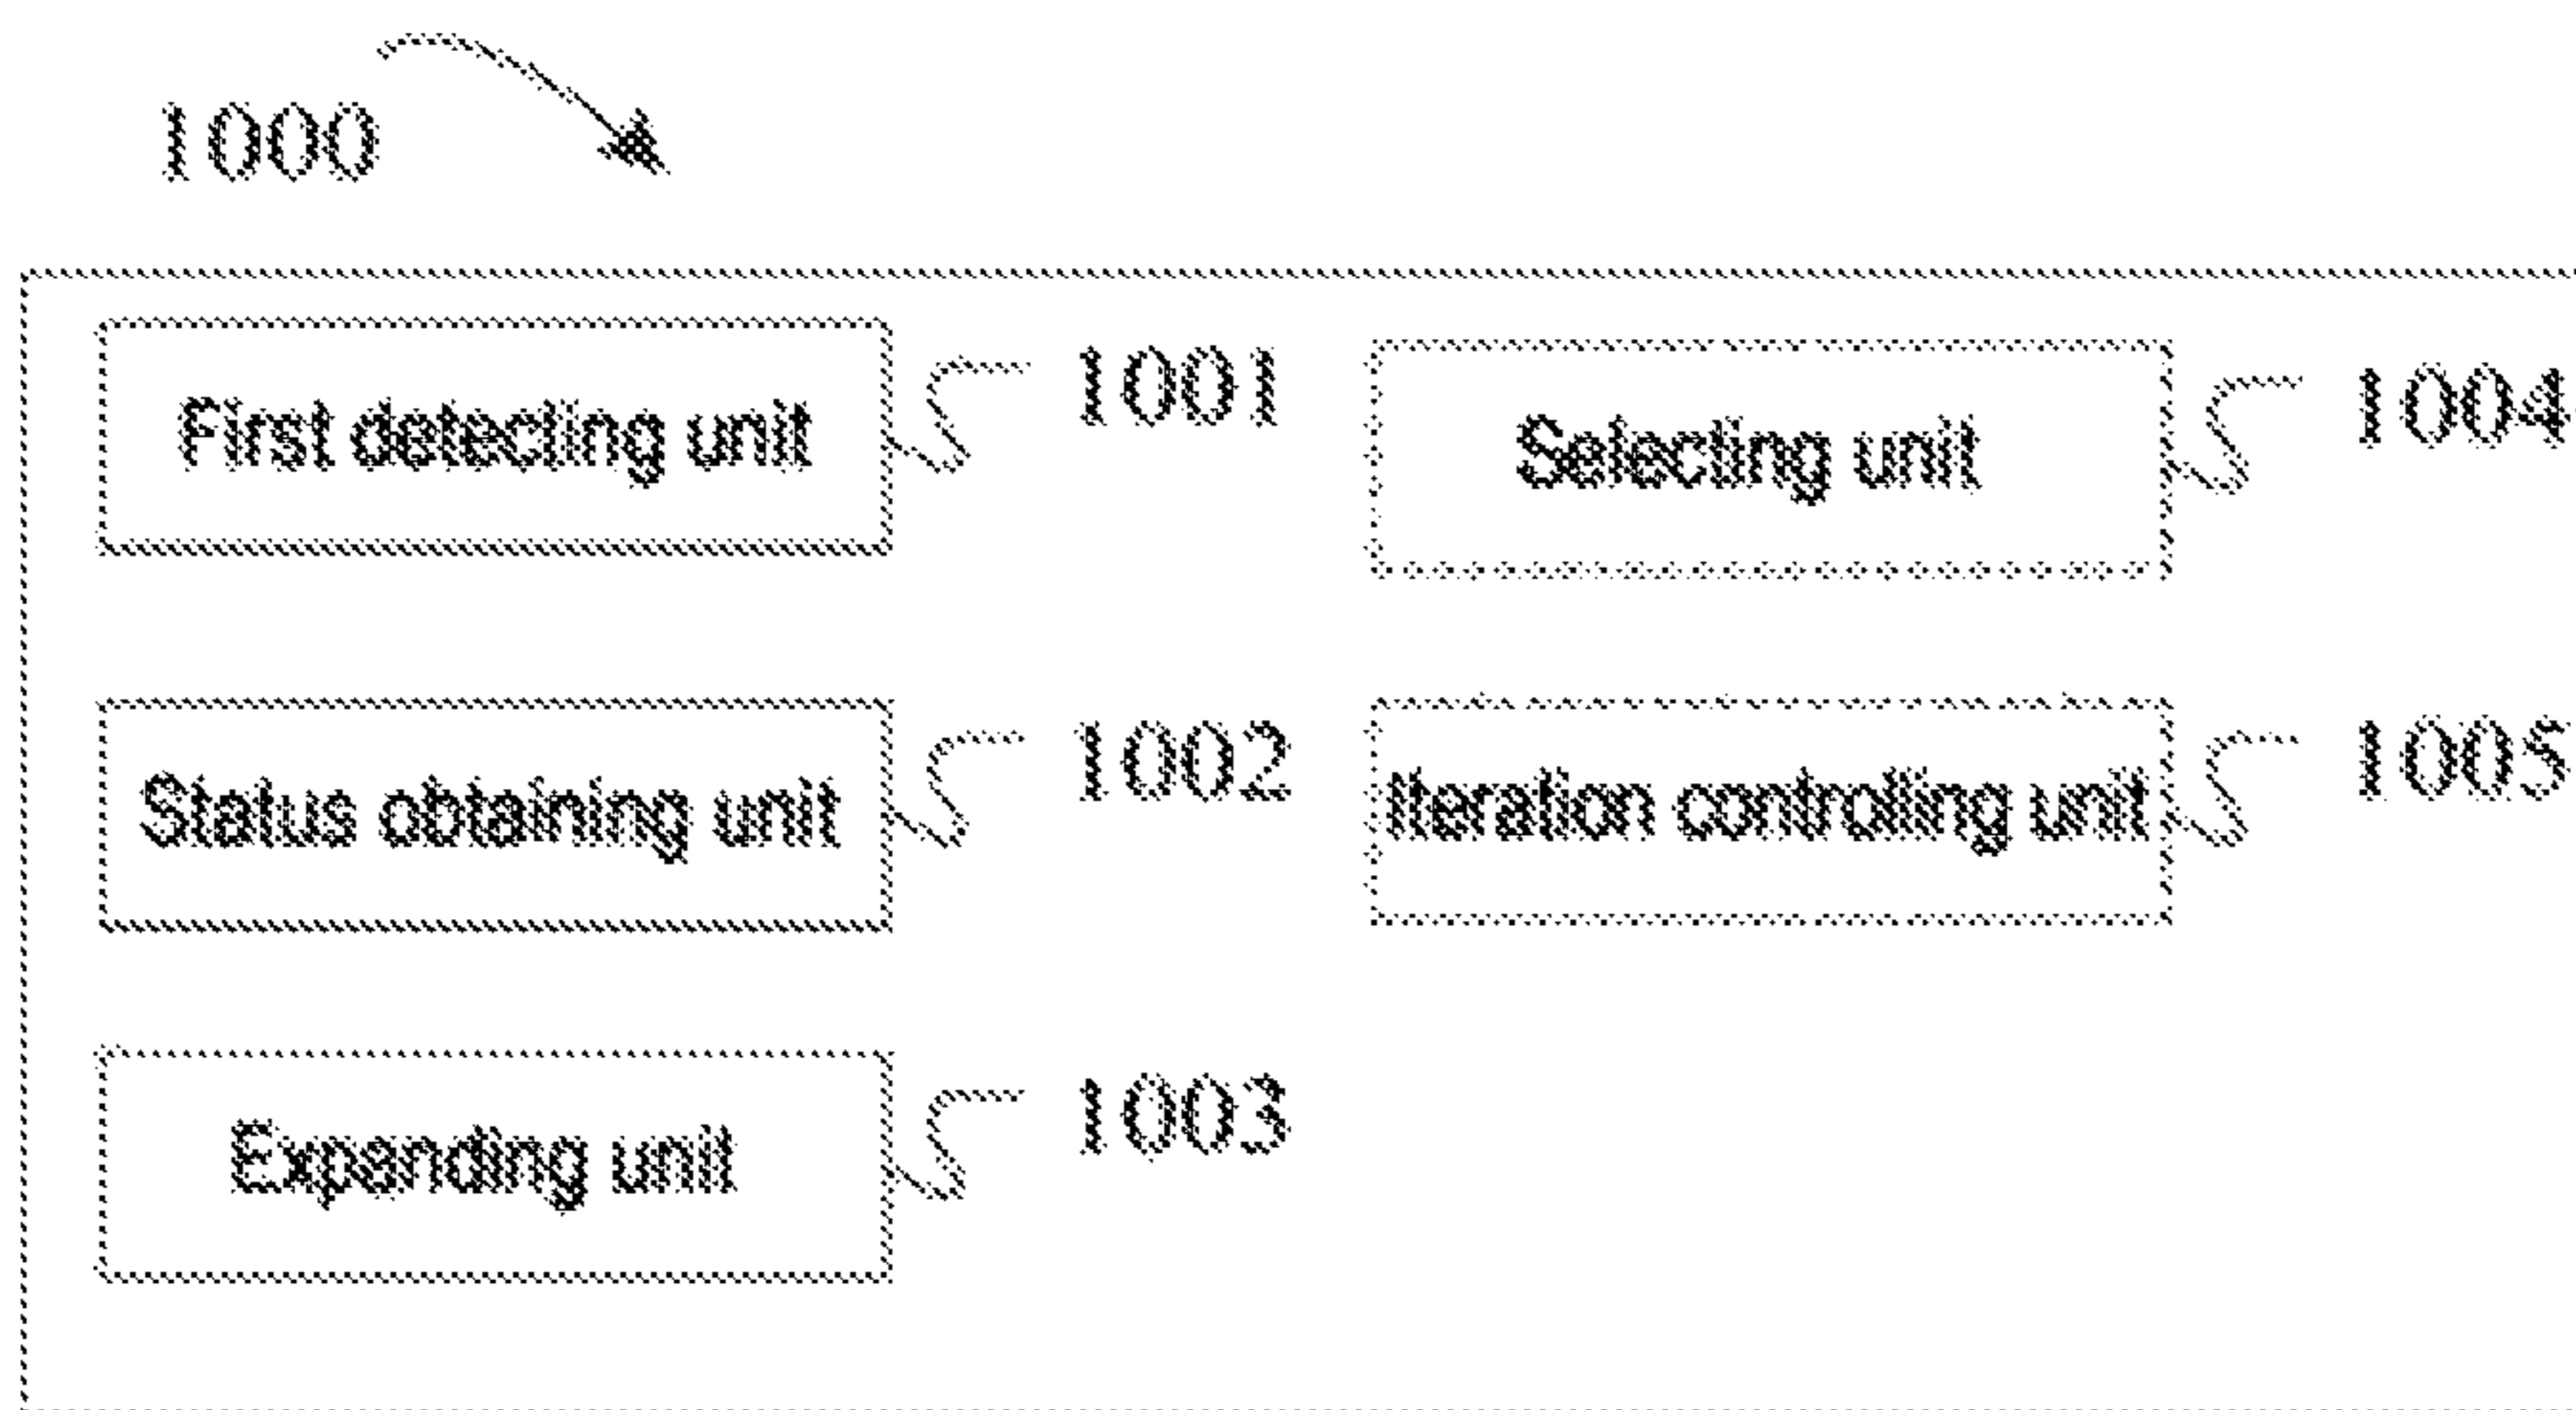 1000
First detecting unit 1001
Selecting unit 1004
Status obtaining unit 1002
Iteration controlling unit 1005
Expanding unit 1003